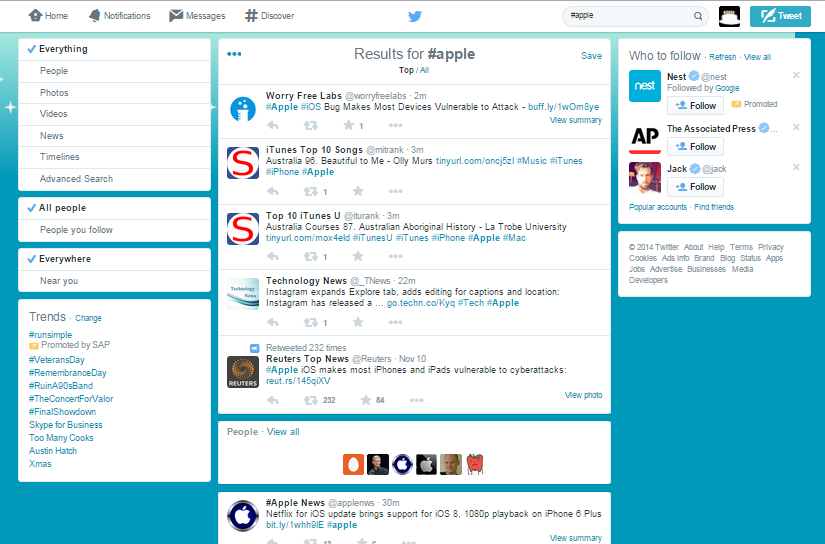 Home Notifications Messages # Discover #apple Tweet
Everything
People
Photos
Videos
News
Timelines
Advanced Search
All people
People you follow
Everywhere
Near you
Trends · Change
#runsimple
Promoted by SAP
#VeteransDay
#RemembranceDay
#RuinA90sBand
#TheConcertForValor
#FinalShowdown
Skype for Business
Too Many Cooks
Austin Hatch
Xmas
••• Results for #apple Save
Top / All
Worry Free Labs @worryfreelabs · 2m
#Apple #iOS Bug Makes Most Devices Vulnerable to Attack - buff.ly/1wOm8ye
View summary
1
iTunes Top 10 Songs @mitrank · 3m
Australia 96. Beautiful to Me - Olly Murs tinyurl.com/oncj5zl #Music #iTunes
#iPhone #Apple
1
Top 10 iTunes U @iturank · 3m
Australia Courses 87. Australian Aboriginal History - La Trobe University
tinyurl.com/mox4eld #iTunesU #iTunes #iPhone #Apple #Mac
1
Technology News
Technology News @_TNews · 22m
Instagram expands Explore tab, adds editing for captions and location:
Instagram has released a ... go.techn.co/Kyq #Tech #Apple
1
Retweeted 232 times
REUTERS
Reuters Top News @Reuters · Nov 10
#Apple iOS makes most iPhones and iPads vulnerable to cyberattacks:
reut.rs/145qiXV
View photo
232 84
People · View all
#Apple News @applenws · 30m
Netflix for iOS update brings support for iOS 8, 1080p playback on iPhone 6 Plus
bit.ly/1whh9lE #apple
View summary
Who to follow · Refresh · View all
nest
Nest @nest
Followed by Google
Follow Promoted
AP
The Associated Press ...
Follow
Jack @jack
Follow
Popular accounts · Find friends
© 2014 Twitter About Help Terms Privacy
Cookies Ads info Brand Blog Status Apps
Jobs Advertise Businesses Media
Developers